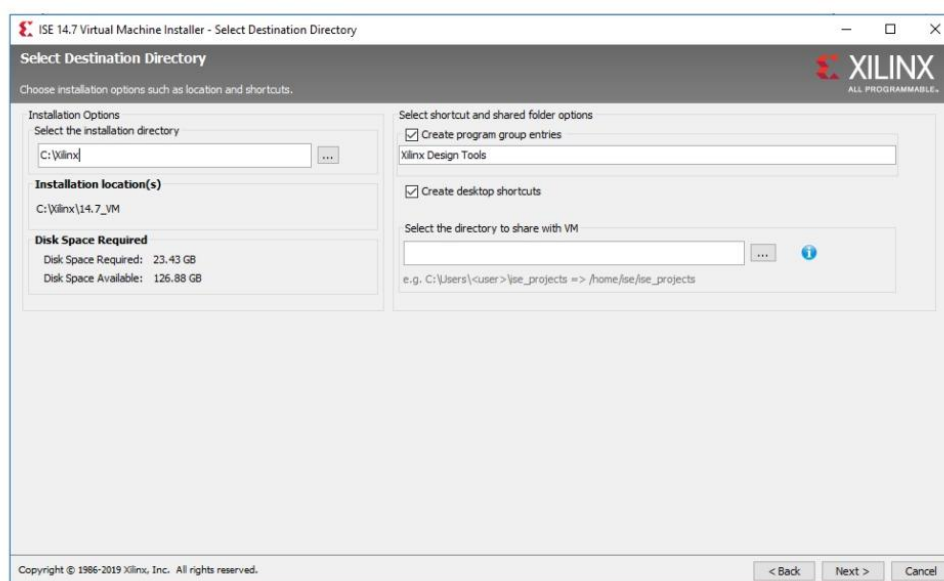 ISE 14.7 Virtual Machine Installer - Select Destination Directory
Select Destination Directory
Choose installation options such as location and shortcuts.
XILINX
ALL PROGRAMMABLE.
Installation Options
Select the installation directory
C:\Xilinx
...
Installation location(s)
C:\Xilinx\14.7_VM
Disk Space Required
Disk Space Required: 23.43 GB
Disk Space Available: 126.88 GB
Select shortcut and shared folder options
Create program group entries
Xilinx Design Tools
Create desktop shortcuts
Select the directory to share with VM
...
e.g. C:\Users\<user>\ise_projects => /home/ise/ise_projects
Copyright © 1986-2019 Xilinx, Inc. All rights reserved.
< Back
Next >
Cancel